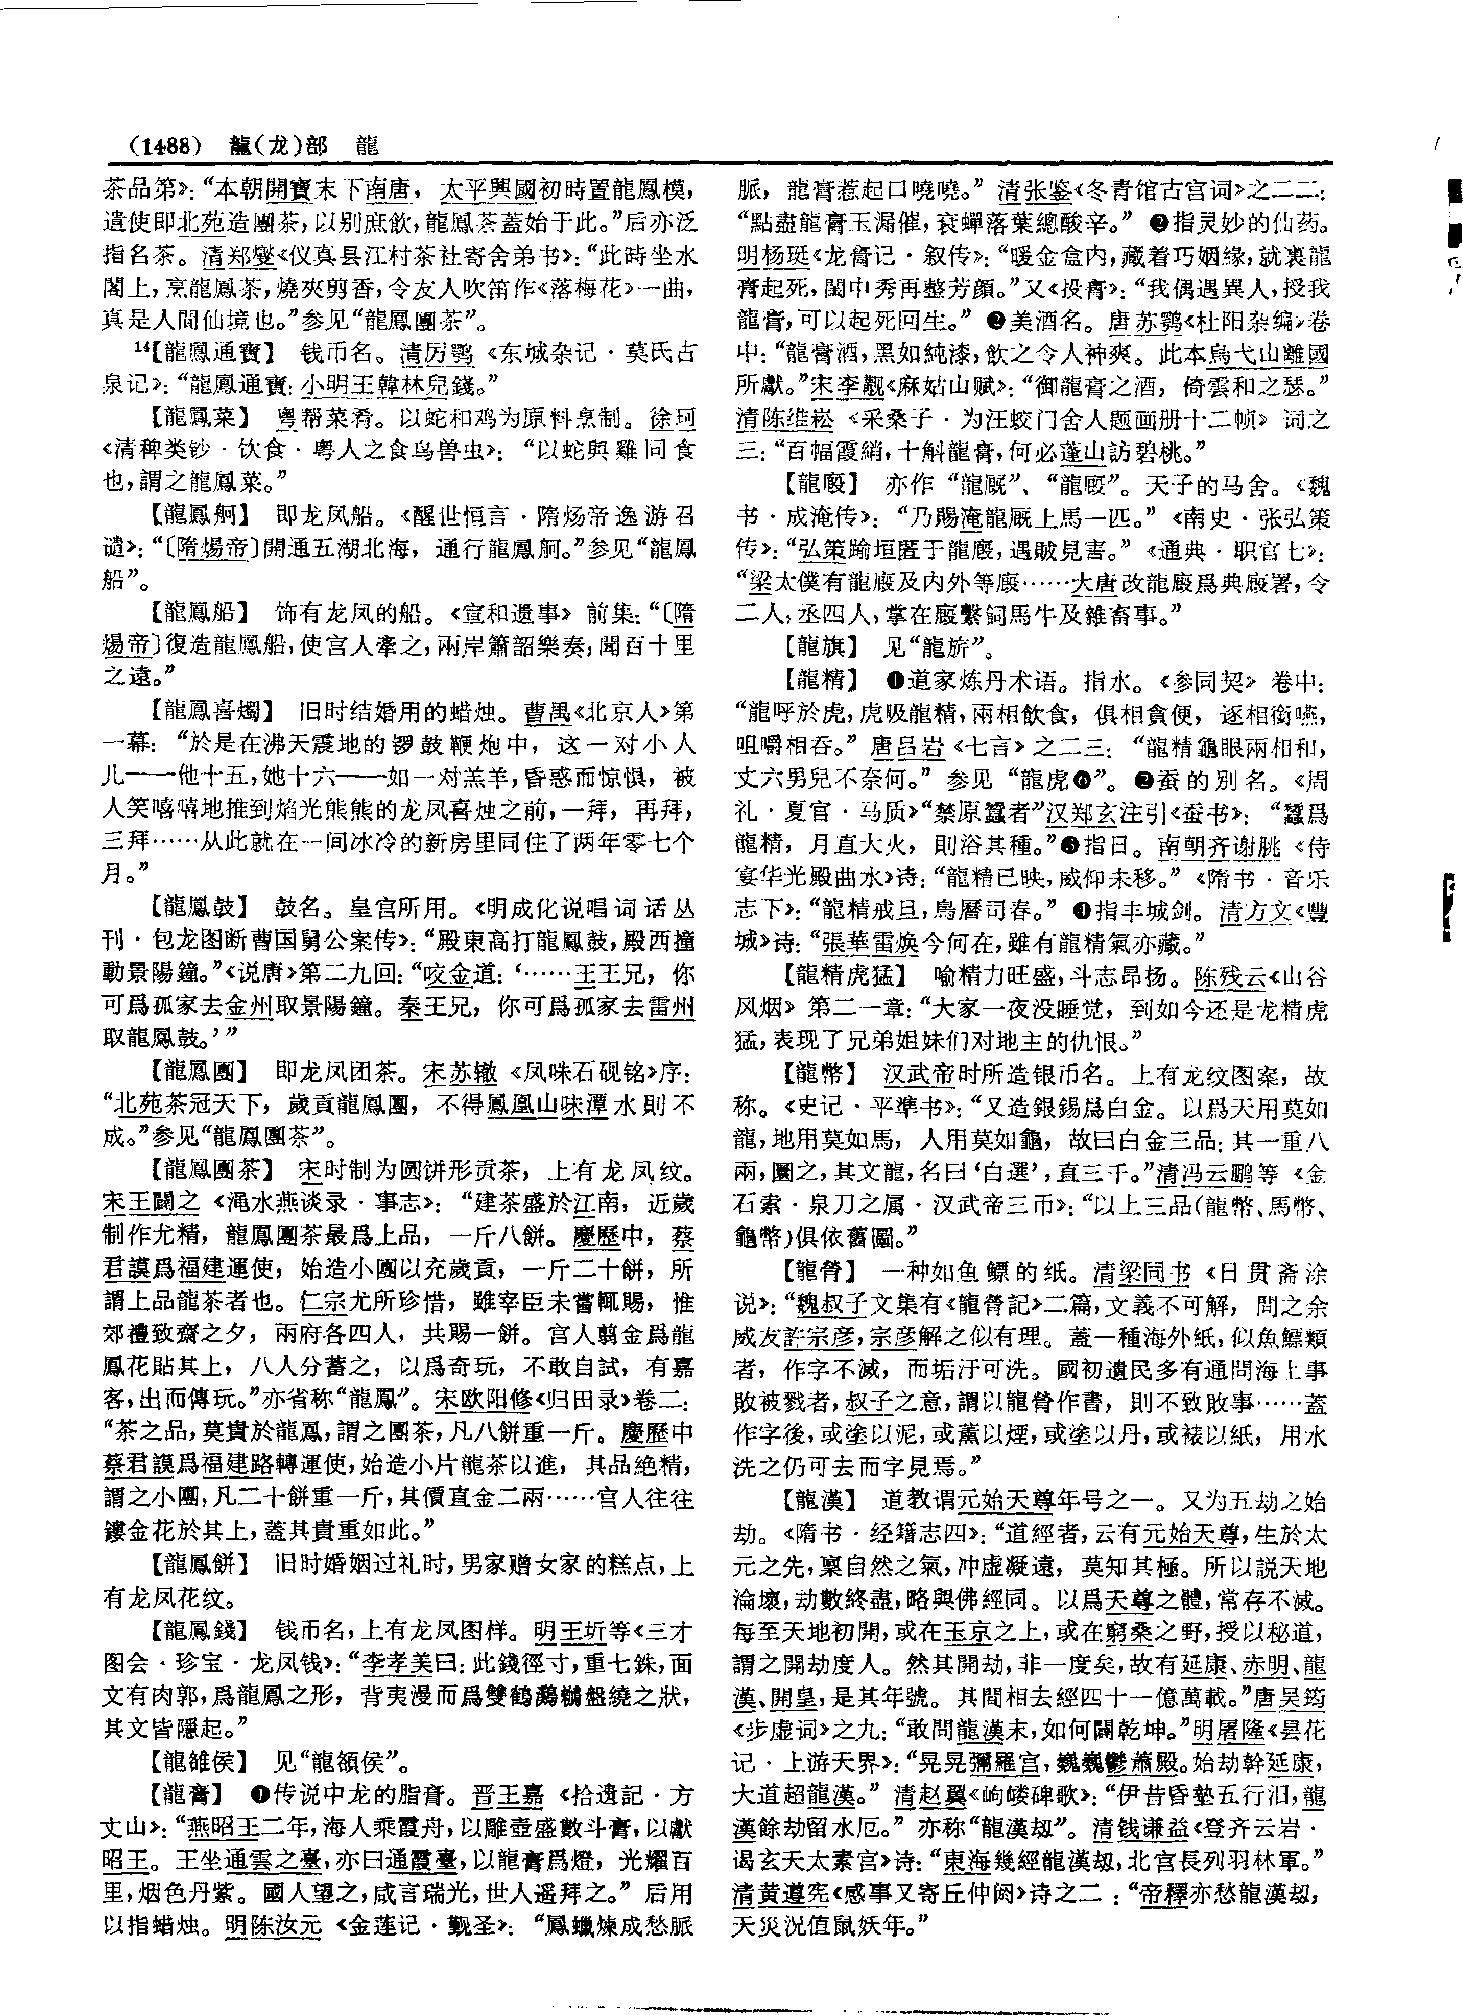 (1488) 龍(龙)部 龍
茶品第》：“本朝開寶末下南唐，太平興國初時置龍鳳模，
遣使即北苑造團茶，以别庶飲，龍鳳茶蓋始于此。”后亦泛
指名茶。清郑燮《仪真县江村茶社寄舍弟书》：“此時坐水
閣上，烹龍鳳茶，燒夾剪香，令友人吹笛作《落梅花》一曲，
真是人間仙境也。”参见“龍鳳團茶”。
14【龍鳳通寶】 钱币名。清厉鹗《东城杂记·莫氏古
泉记》：“龍鳳通寶：小明王韓林兒錢。”
【龍鳳菜】 粤帮菜肴。以蛇和鸡为原料烹制。徐珂
《清稗类钞·饮食·粤人之食鸟兽虫》：“以蛇與雞同食
也，謂之龍鳳菜。”
【龍鳳舸】 即龙凤船。《醒世恒言·隋炀帝逸游召
谴》：“〔隋煬帝〕開通五湖北海，通行龍鳳舸。”参见“龍鳳
船”。
【龍鳳船】 饰有龙凤的船。《宣和遗事》前集：“〔隋
煬帝〕復造龍鳳船，使宫人牽之，兩岸簫韶樂奏，聞百十里
之遠。”
【龍鳳喜燭】 旧时结婚用的蜡烛。曹禺《北京人》第
一幕：“於是在沸天震地的锣鼓鞭炮中，这一对小人
儿——他十五，她十六——如一对羔羊，昏惑而惊惧，被
人笑嘻嘻地推到焰光熊熊的龙凤喜烛之前，一拜，再拜，
三拜……从此就在一间冰冷的新房里同住了两年零七个
月。”
【龍鳳鼓】 鼓名。皇宫所用。《明成化说唱词话丛
刊·包龙图断曹国舅公案传》：“殿東高打龍鳳鼓，殿西撞
動景陽鐘。”《说唐》第二九回：“咬金道：‘……王王兄，你
可爲孤家去金州取景陽鐘。秦王兄，你可爲孤家去雷州
取龍鳳鼓。’”
【龍鳳團】 即龙凤团茶。宋苏辙《凤咮石砚铭》序：
“北苑茶冠天下，歲貢龍鳳團，不得鳳凰山咮潭水則不
成。”参见“龍鳳團茶”。
【龍鳳團茶】 宋时制为圆饼形贡茶，上有龙凤纹。
宋王闢之《渑水燕谈录·事志》：“建茶盛於江南，近歲
制作尤精，龍鳳團茶最爲上品，一斤八餅。慶歷中，蔡
君謨爲福建運使，始造小團以充歲貢，一斤二十餅，所
謂上品龍茶者也。仁宗尤所珍惜，雖宰臣未嘗輒賜，惟
郊禮致齋之夕，兩府各四人，共賜一餅。宫人翦金爲龍
鳳花貼其上，八人分蓄之，以爲奇玩，不敢自試，有嘉
客，出而傳玩。”亦省称“龍鳳”。宋欧阳修《归田录》卷二：
“茶之品，莫貴於龍鳳，謂之團茶，凡八餅重一斤。慶歷中
蔡君謨爲福建路轉運使，始造小片龍茶以進，其品絶精，
謂之小團，凡二十餅重一斤，其價直金二兩……宫人往往
鏤金花於其上，蓋其貴重如此。”
【龍鳳餅】 旧时婚姻过礼时，男家赠女家的糕点，上
有龙凤花纹。
【龍鳳錢】 钱币名，上有龙凤图样。明王圻等《三才
图会·珍宝·龙凤钱》：“李孝美曰：此錢徑寸，重七銖，面
文有肉郭，爲龍鳳之形，背夷漫而爲雙鹤鸂鶒盤繞之狀，
其文皆隱起。”
【龍雒侯】 见“龍頟侯”。
【龍膏】 ❶传说中龙的脂膏。晋王嘉《拾遗記·方
丈山》：“燕昭王二年，海人乘霞舟，以雕壺盛數斗膏，以獻
昭王。王坐通雲之臺，亦曰通霞臺，以龍膏爲燈，光耀百
里，烟色丹紫。國人望之，咸言瑞光，世人遥拜之。”后用
以指蜡烛。明陈汝元《金莲记·觐圣》：“鳳蠟煉成愁脈
脈，龍膏惹起口嘵嘵。”清张鉴《冬青馆古宫词》之二二：
“點盡龍膏玉漏催，哀蟬落葉總酸辛。”❷指灵妙的仙药。
明杨珽《龙膏记·叙传》：“暖金盒内，藏着巧姻緣，就裏龍
膏起死，閨中秀再整芳顔。”又《投膏》：“我偶遇異人，授我
龍膏，可以起死回生。”❸美酒名。唐苏鹗《杜阳杂编》卷
中：“龍膏酒，黑如純漆，飲之令人神爽。此本烏弋山離國
所獻。”宋李觏《麻姑山赋》：“御龍膏之酒，倚雲和之瑟。”
清陈维崧《采桑子·为汪蛟门舍人题画册十二帧》词之
三：“百幅霞綃，十斛龍膏，何必蓬山訪碧桃。”
【龍廏】 亦作“龍厩”、“龍廐”。天子的马舍。《魏
书·成淹传》：“乃賜淹龍厩上馬一匹。”《南史·张弘策
传》：“弘策踰垣匿于龍廐，遇賊見害。”《通典·职官七》：
“梁太僕有龍廐及内外等廐……大唐改龍廐爲典廐署，令
二人，丞四人，掌在廐繫飼馬牛及雜畜事。”
【龍旗】 见“龍旂”。
【龍精】 ❶道家炼丹术语。指水。《参同契》卷中：
“龍呼於虎，虎吸龍精，兩相飲食，俱相貪便，逐相銜嚥，
咀嚼相吞。”唐吕岩《七言》之二三：“龍精龜眼兩相和，
丈六男兒不奈何。”参见“龍虎❻”。❷蚕的别名。《周
礼·夏官·马质》“禁原蠶者”汉郑玄注引《蚕书》：“蠶爲
龍精，月直大火，則浴其種。”❸指日。南朝齐谢朓《侍
宴华光殿曲水》诗：“龍精已映，威仰未移。”《隋书·音乐
志下》：“龍精戒旦，鳥曆司春。”❹指丰城剑。清方文《豐
城》诗：“張華雷焕今何在，雖有龍精氣亦藏。”
【龍精虎猛】 喻精力旺盛，斗志昂扬。陈残云《山谷
风烟》第二一章：“大家一夜没睡觉，到如今还是龙精虎
猛，表现了兄弟姐妹们对地主的仇恨。”
【龍幣】 汉武帝时所造银币名。上有龙纹图案，故
称。《史记·平準书》：“又造銀錫爲白金。以爲天用莫如
龍，地用莫如馬，人用莫如龜，故曰白金三品：其一重八
兩，圜之，其文龍，名曰‘白選’，直三千。”清冯云鹏等《金
石索·泉刀之属·汉武帝三币》：“以上三品（龍幣、馬幣、
龜幣）俱依舊圖。”
【龍膋】 一种如鱼鳔的纸。清梁同书《日贯斋涂
说》：“魏叔子文集有《龍膋記》二篇，文義不可解，問之余
戚友許宗彦，宗彦解之似有理。蓋一種海外紙，似魚鰾類
者，作字不滅，而垢汙可洗。國初遺民多有通問海上事
敗被戮者，叔子之意，謂以龍膋作書，則不致敗事……蓋
作字後，或塗以泥，或薰以煙，或塗以丹，或裱以紙，用水
洗之仍可去而字見焉。”
【龍漢】 道教谓元始天尊年号之一。又为五劫之始
劫。《隋书·经籍志四》：“道經者，云有元始天尊，生於太
元之先，禀自然之氣，冲虚凝遠，莫知其極。所以説天地
淪壞，劫數終盡，略與佛經同。以爲天尊之體，常存不滅。
每至天地初開，或在玉京之上，或在窮桑之野，授以秘道，
謂之開劫度人。然其開劫，非一度矣，故有延康、赤明、龍
漢、開皇，是其年號。其間相去經四十一億萬載。”唐吴筠
《步虚词》之九：“敢問龍漢末，如何闢乾坤。”明屠隆《昙花
记·上游天界》：“晃晃彌羅宫，巍巍鬱蕭殿。始劫幹延康，
大道超龍漢。”清赵翼《岣嵝碑歌》：“伊昔昏墊五行汩，龍
漢餘劫留水厄。”亦称“龍漢刼”。清钱谦益《登齐云岩·
谒玄天太素宫》诗：“東海幾經龍漢刼，北宫長列羽林軍。”
清黄遵宪《感事又寄丘仲阏》诗之二：“帝釋亦愁龍漢刼，
天災况值鼠妖年。”